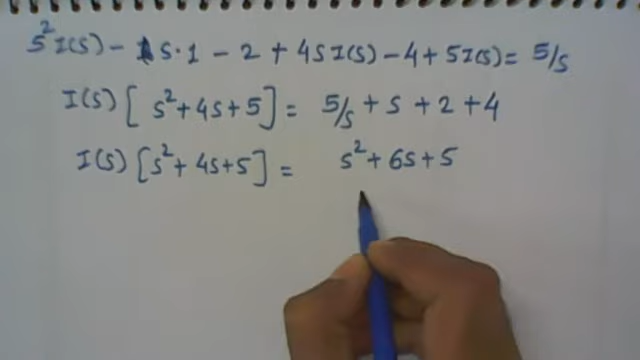 s²I(s) - s·1 - 2 + 4sI(s) - 4 + 5I(s) = 5/s
I(s) [ s² + 4s + 5 ] = 5/s + s + 2 + 4
I(s) [ s² + 4s + 5 ] = s² + 6s + 5